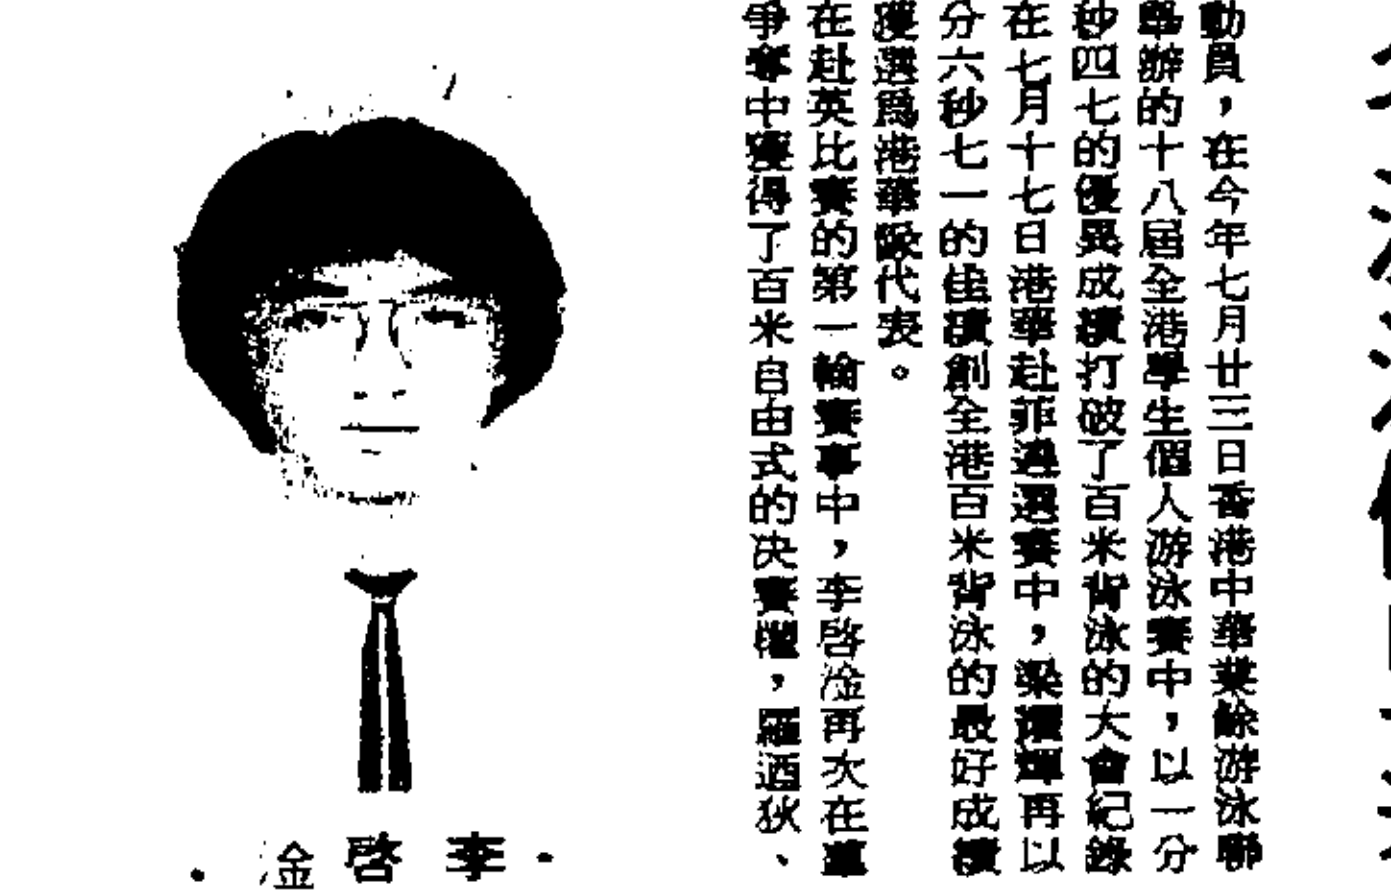 動員，在今年七月廿三日香港中華業餘游泳聯
舉辦的十八屆全港學生個人游泳賽中，以一分
秒四七的優異成績打破了百米背泳的大會紀錄
在七月十七日港華赴菲遴選賽中，梁耀輝再以
分六秒七一的佳績創全港百米背泳的最好成績
獲選爲港華隊代表。
在赴英比賽的第一輪賽事中，李啓淦再次在
爭奪中獲得了百米自由式的决賽權，羅迺狄、
·李啓淦·